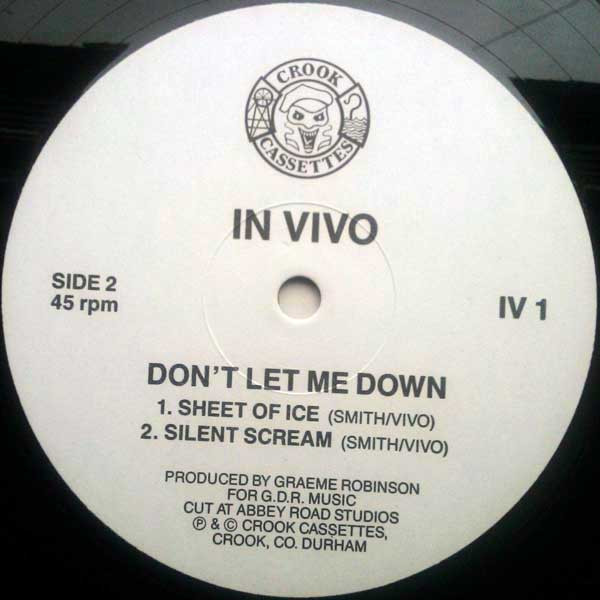 CROOK
CASSETTES
IN VIVO
SIDE 2
45 rpm
IV 1
DON'T LET ME DOWN
1. SHEET OF ICE (SMITH/VIVO)
2. SILENT SCREAM (SMITH/VIVO)
PRODUCED BY GRAEME ROBINSON
FOR G.D.R. MUSIC
CUT AT ABBEY ROAD STUDIOS
℗ & © CROOK CASSETTES,
CROOK, CO. DURHAM